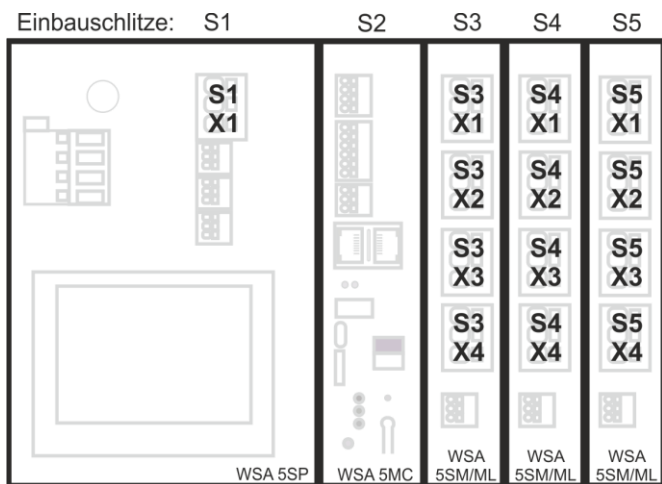 Einbauschlitze: S1 S2 S3 S4 S5
S1 S3 S4 S5
X1 X1 X1 X1
S3 S4 S5
X2 X2 X2
S3 S4 S5
X3 X3 X3
S3 S4 S5
X4 X4 X4
WSA WSA WSA
WSA 5SP WSA 5MC 5SM/ML 5SM/ML 5SM/ML